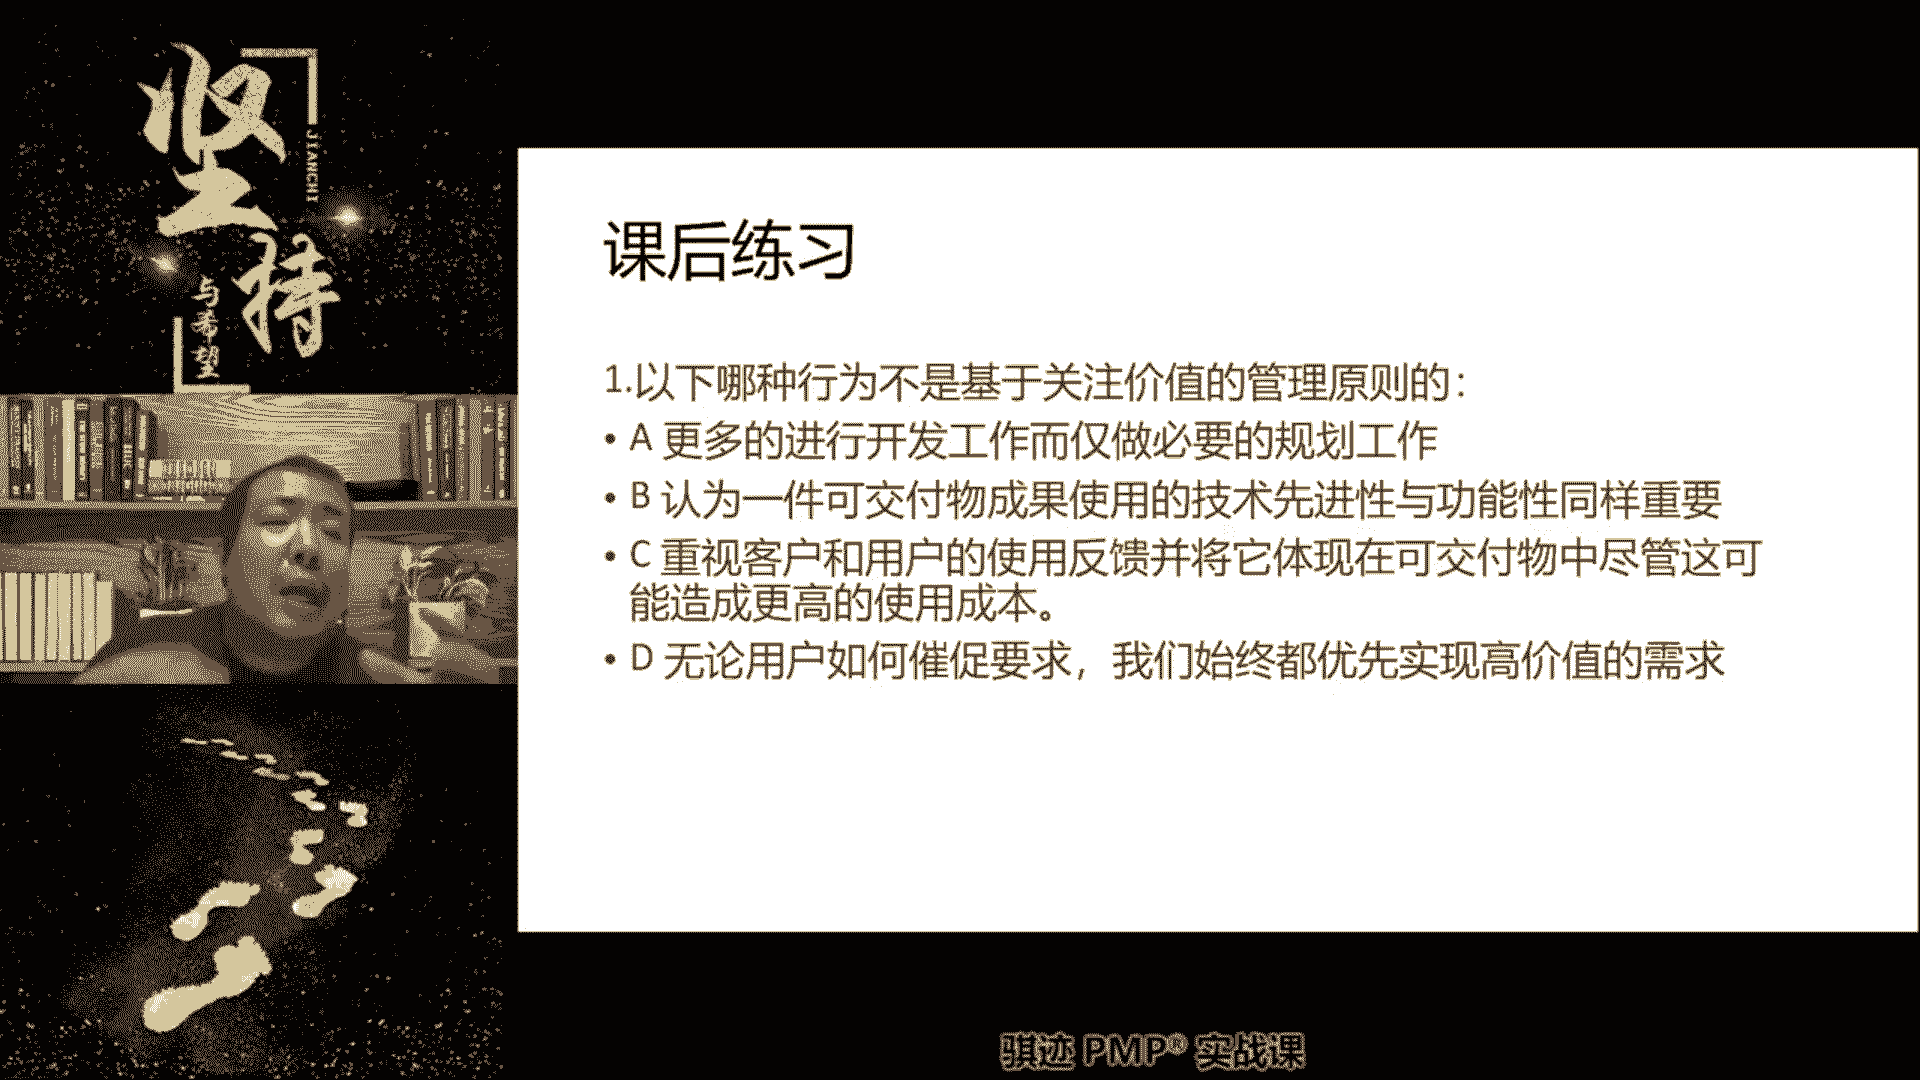 坚持
JIANCHI
与希望
课后练习
1.以下哪种行为不是基于关注价值的管理原则的：
• A 更多的进行开发工作而仅做必要的规划工作
• B 认为一件可交付物成果使用的技术先进性与功能性同样重要
• C 重视客户和用户的使用反馈并将它体现在可交付物中尽管这可
能造成更高的使用成本。
• D 无论用户如何催促要求，我们始终都优先实现高价值的需求
骐迹 PMP® 实战课